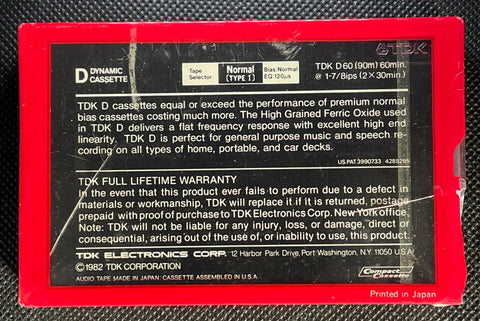 TDK
D DYNAMIC CASSETTE
Tape Selector Normal [TYPE I] Bias: Normal EQ: 120µs
TDK D60 (90m) 60min.
@ 1-7/8ips (2×30min.)
TDK D cassettes equal or exceed the performance of premium normal
bias cassettes costing much more. The High Grained Ferric Oxide used
in TDK D delivers a flat frequency response with excellent high end
linearity. TDK D is perfect for general purpose music and speech re-
cording on all types of home, portable, and car decks.
US.PAT.3990733 4289285
TDK FULL LIFETIME WARRANTY
In the event that this product ever fails to perform due to a defect in
materials or workmanship, TDK will replace it if it is returned, postage
prepaid with proof of purchase to TDK Electronics Corp. New York office.
Note: TDK will not be liable for any injury, loss, or damage, direct or
consequential, arising out of the use of, or inability to use, this product.
TDK ELECTRONICS CORP. 12 Harbor Park Drive, Port Washington, N.Y. 11050 U.S.A.
©1982 TDK CORPORATION
AUDIO TAPE MADE IN JAPAN: CASSETTE ASSEMBLED IN U.S.A.
Compact Cassette
Printed in Japan